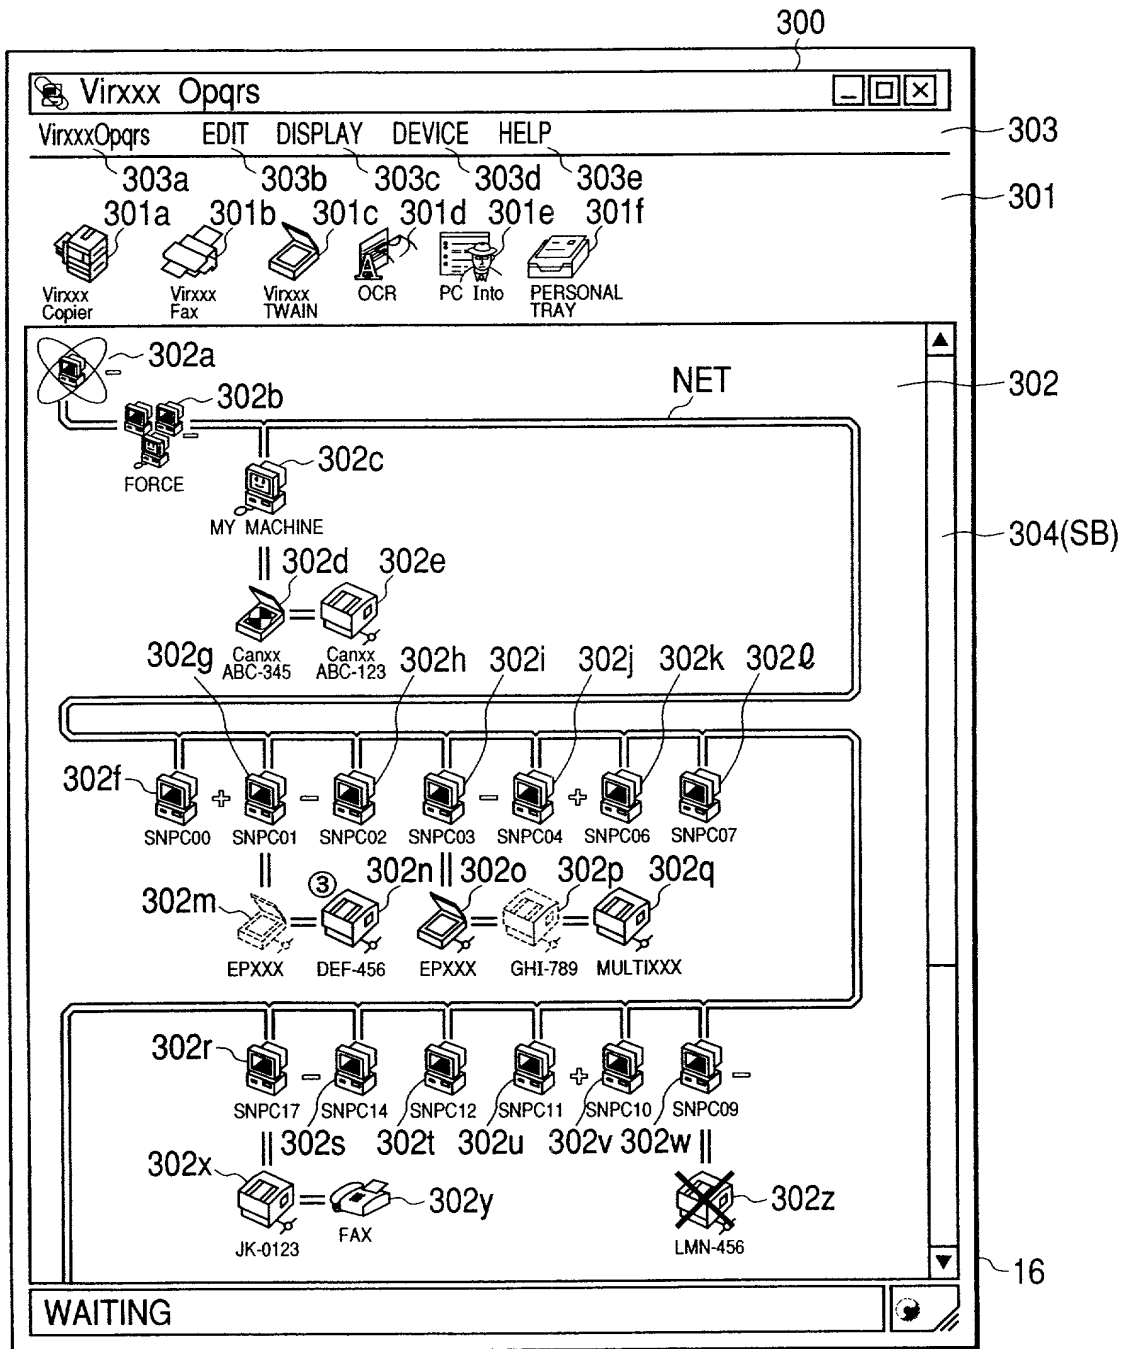 300
Virxxx Opqrs
VirxxxOpqrs EDIT DISPLAY DEVICE HELP
303
303a 303b 303c 303d 303e
301
301a 301b 301c 301d 301e 301f
Virxxx Copier
Virxxx Fax
Virxxx TWAIN
A
OCR
PC Into
PERSONAL TRAY
302a
302
NET
302b
FORCE
302c
MY MACHINE
304(SB)
302d 302e
Canxx ABC-345
Canxx ABC-123
302g 302h 302i 302j 302k 302ℓ
302f
+ − − +
SNPC00 SNPC01 SNPC02 SNPC03 SNPC04 SNPC06 SNPC07
302m ③ 302n 302o 302p 302q
EPXXX DEF-456 EPXXX GHI-789 MULTIXXX
302r
− + −
SNPC17 SNPC14 SNPC12 SNPC11 SNPC10 SNPC09
302s 302t 302u 302v 302w
302x 302y 302z
JK-0123 FAX LMN-456
16
WAITING